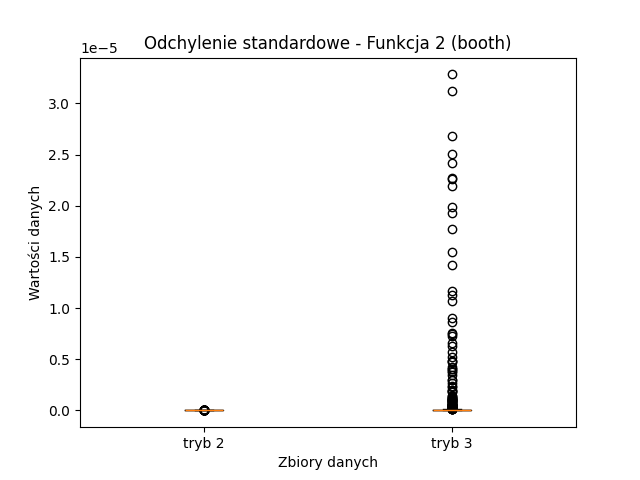 Odchylenie standardowe - Funkcja 2 (booth)
1e−5
3.0
2.5
2.0
1.5
1.0
0.5
0.0
Wartości danych
tryb 2 tryb 3
Zbiory danych